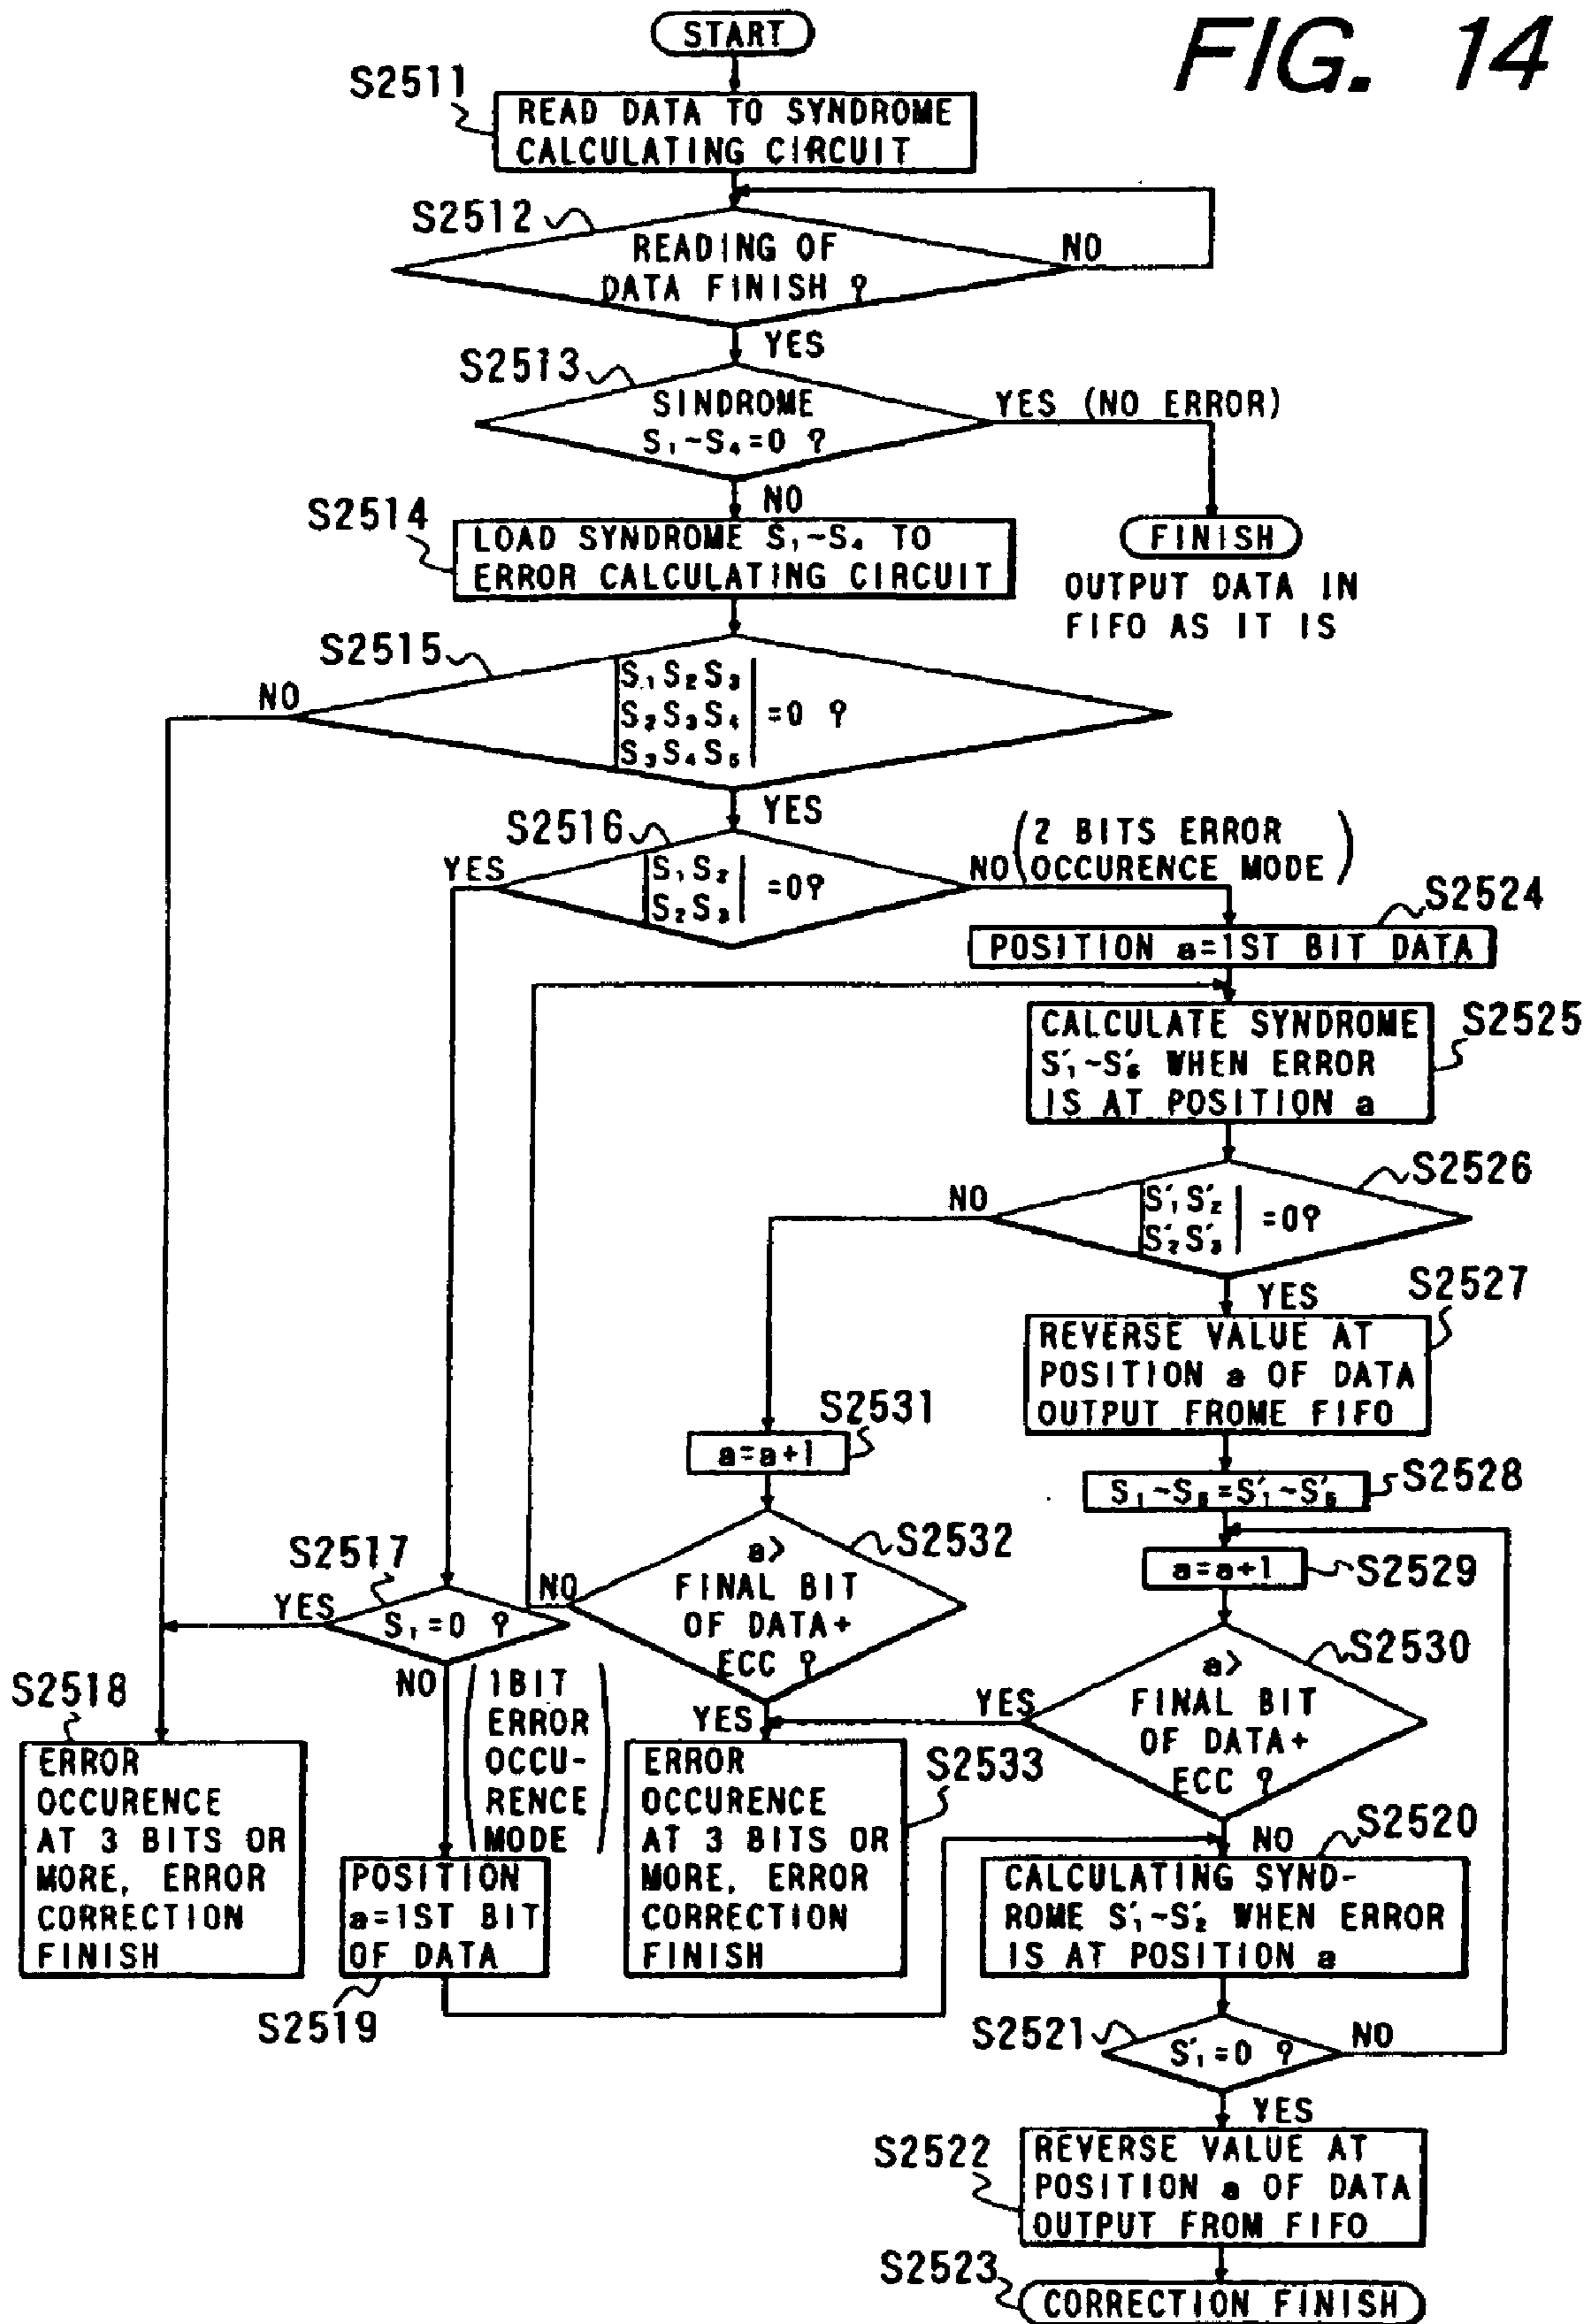 FIG. 14
START
S2511
READ DATA TO SYNDROME
CALCULATING CIRCUIT
S2512
READING OF
DATA FINISH ?
NO
YES
S2513
SINDROME
S₁~S₄=0 ?
YES (NO ERROR)
NO
FINISH
OUTPUT DATA IN
FIFO AS IT IS
S2514
LOAD SYNDROME S₁~S₄ TO
ERROR CALCULATING CIRCUIT
S2515
S₁S₂S₃
S₂S₃S₄ =0 ?
S₃S₄S₅
NO
YES
S2516
S₁S₂
S₂S₃ =0?
YES
NO (2 BITS ERROR
OCCURENCE MODE)
S2524
POSITION a=1ST BIT DATA
S2525
CALCULATE SYNDROME
S'₁~S'₅ WHEN ERROR
IS AT POSITION a
S2526
S'₁S'₂
S'₂S'₃ =0?
NO
YES
S2527
REVERSE VALUE AT
POSITION a OF DATA
OUTPUT FROME FIFO
S2528
S₁~S₅=S'₁~S'₅
S2531
a=a+1
S2532
a>
FINAL BIT
OF DATA+
ECC ?
NO
YES
S2529
a=a+1
S2530
a>
FINAL BIT
OF DATA+
ECC ?
YES
NO
S2517
S₁=0 ?
YES
NO
(1BIT
ERROR
OCCU-
RENCE
MODE)
S2518
ERROR
OCCURENCE
AT 3 BITS OR
MORE, ERROR
CORRECTION
FINISH
S2519
POSITION
a=1ST BIT
OF DATA
S2533
ERROR
OCCURENCE
AT 3 BITS OR
MORE, ERROR
CORRECTION
FINISH
S2520
CALCULATING SYND-
ROME S'₁~S'₂ WHEN ERROR
IS AT POSITION a
S2521
S'₁=0 ?
NO
YES
S2522
REVERSE VALUE AT
POSITION a OF DATA
OUTPUT FROM FIFO
S2523
CORRECTION FINISH